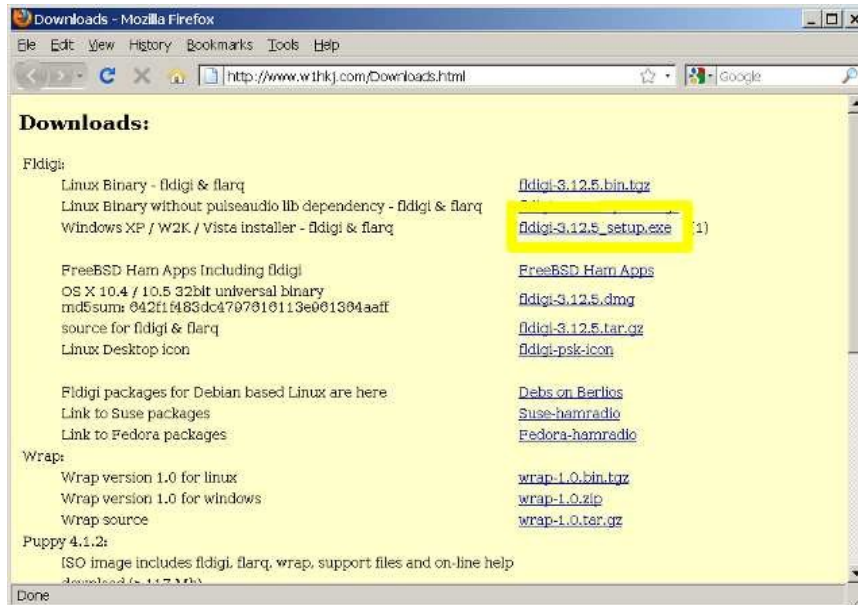 Downloads - Mozilla Firefox
File Edit View History Bookmarks Tools Help
http://www.w1hkj.com/Downloads.html Google
Downloads:
Fldigi:
Linux Binary - fldigi & flarq fldigi-3.12.5.bin.tgz
Linux Binary without pulseaudio lib dependency - fldigi & flarq
Windows XP / W2K / Vista installer - fldigi & flarq fldigi-3.12.5_setup.exe (1)
FreeBSD Ham Apps Including fldigi FreeBSD Ham Apps
OS X 10.4 / 10.5 32bit universal binary fldigi-3.12.5.dmg
md5sum:
source for fldigi & flarq fldigi-3.12.5.tar.gz
Linux Desktop icon fldigi-psk-icon
Fldigi packages for Debian based Linux are here Debs on Berlios
Link to Suse packages Suse-hamradio
Link to Fedora packages Fedora-hamradio
Wrap:
Wrap version 1.0 for linux wrap-1.0.bin.tgz
Wrap version 1.0 for windows wrap-1.0.zip
Wrap source wrap-1.0.tar.gz
Puppy 4.1.2:
ISO image includes fldigi, flarq, wrap, support files and on-line help
Done